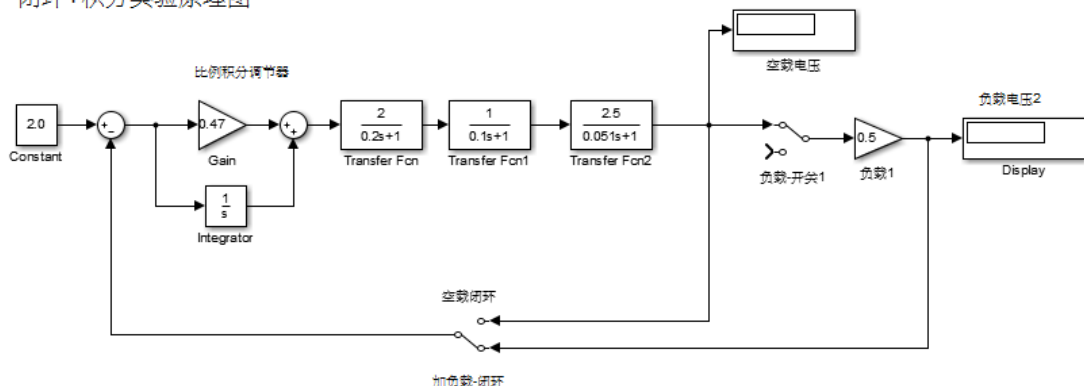 闭环+积分实验原理图
空载电压
比例积分调节器
负载电压2
2.0
Constant
+
−
0.47
Gain
+
+
2
0.2s+1
Transfer Fcn
1
0.1s+1
Transfer Fcn1
2.5
0.051s+1
Transfer Fcn2
负载-开关1
0.5
负载1
Display
1
s
Integrator
空载闭环
加负载-闭环